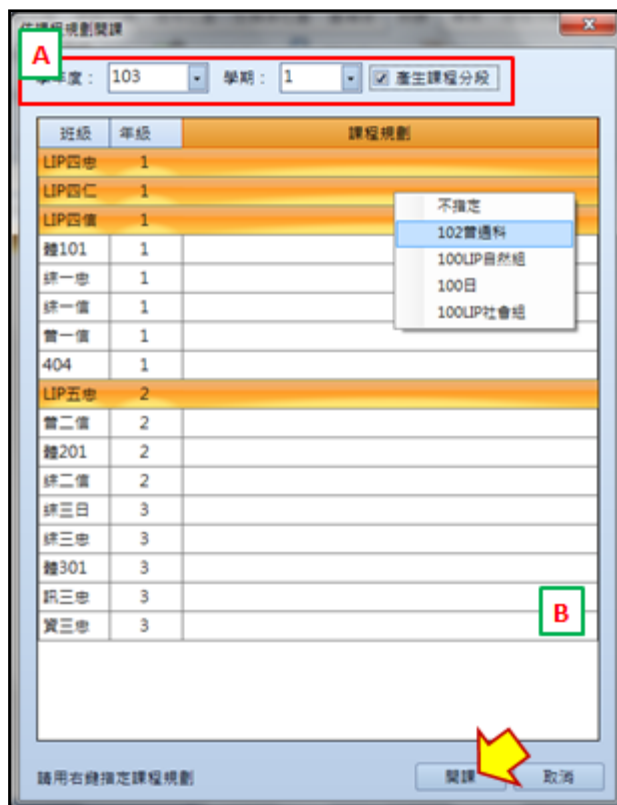 依課程規劃開課
A
學年度： 103 學期： 1 產生課程分段
班級 年級 課程規劃
LIP四忠 1
LIP四仁 1
LIP四信 1
體101 1
綜一忠 1
綜一信 1
普一信 1
404 1
LIP五忠 2
普二信 2
體201 2
綜二信 2
綜三日 3
綜三忠 3
體301 3
訊三忠 3
資三忠 3
不指定
102普通科
100LIP自然組
100日
100LIP社會組
B
請用右鍵指定課程規劃 開課 取消